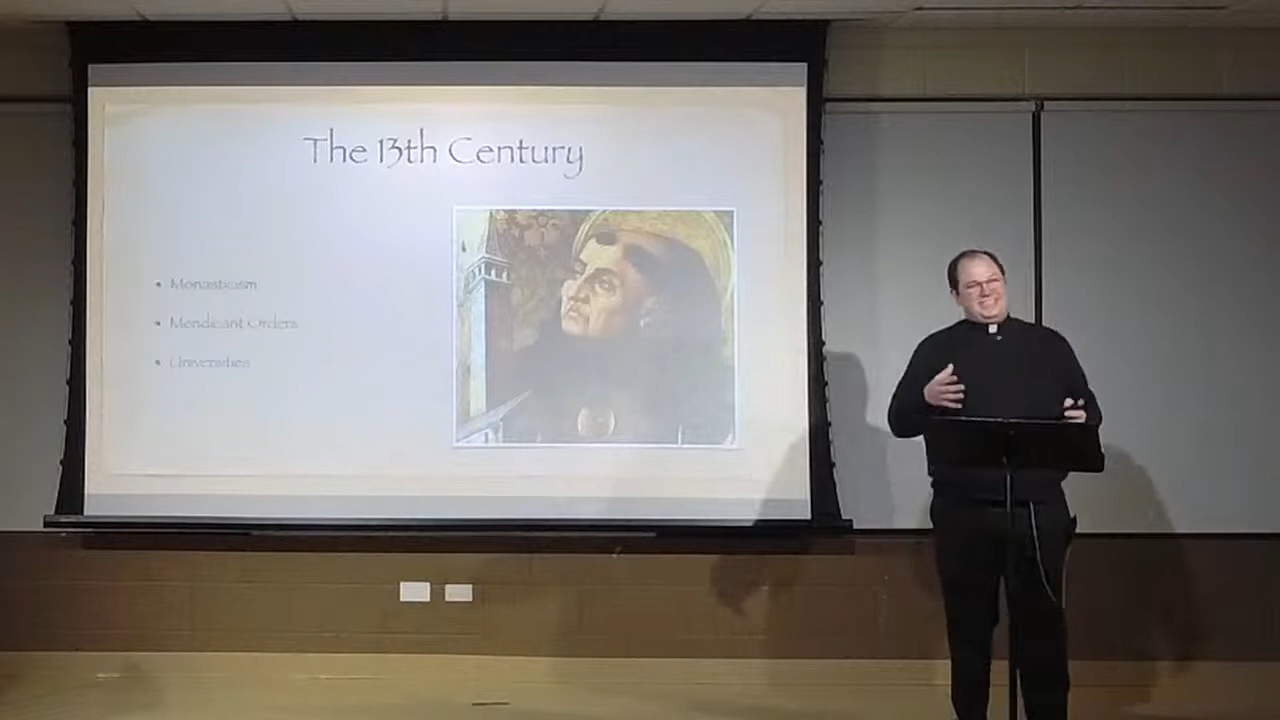 The 13th Century
• Monasticism
• Mendicant Orders
• Universities